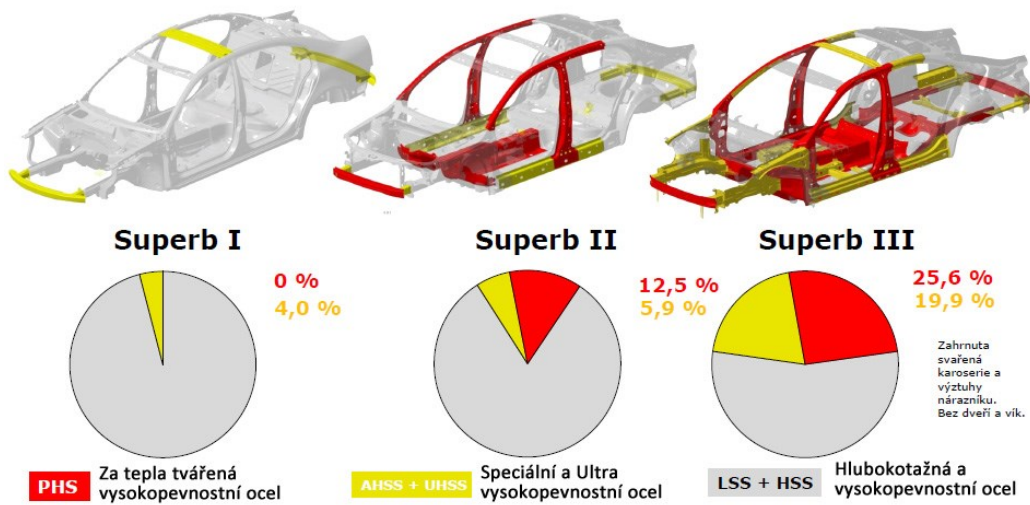 Superb I
Superb II
Superb III
0 %
4,0 %
12,5 %
5,9 %
25,6 %
19,9 %
Zahrnuta
svařená
karoserie a
výztuhy
nárazníku.
Bez dveří a vík.
PHS
Za tepla tvářená
vysokopevnostní ocel
AHSS + UHSS
Speciální a Ultra
vysokopevnostní ocel
LSS + HSS
Hlubokotažná a
vysokopevnostní ocel